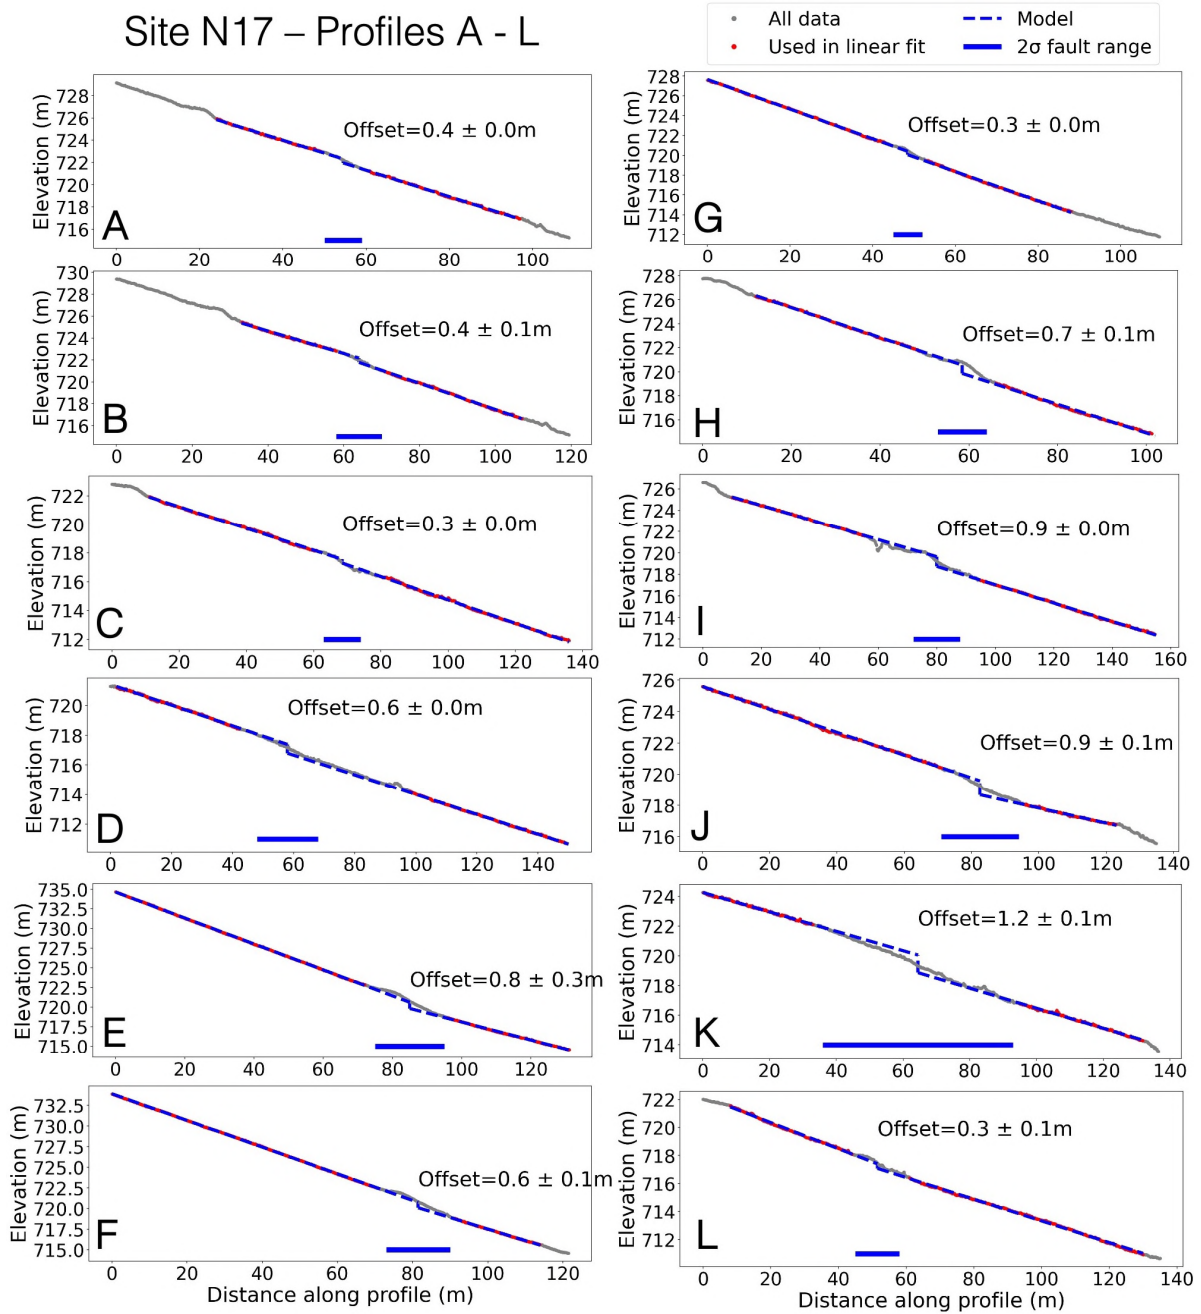 Site N17 – Profiles A - L
All data
Used in linear fit
Model
2σ fault range
Elevation (m)
728
726
724
722
720
718
716
Offset=0.4 ± 0.0m
A
0 20 40 60 80 100
Elevation (m)
730
728
726
724
722
720
718
716
Offset=0.4 ± 0.1m
B
0 20 40 60 80 100 120
Elevation (m)
722
720
718
716
714
712
Offset=0.3 ± 0.0m
C
0 20 40 60 80 100 120 140
Elevation (m)
720
718
716
714
712
Offset=0.6 ± 0.0m
D
0 20 40 60 80 100 120 140
Elevation (m)
735.0
732.5
730.0
727.5
725.0
722.5
720.0
717.5
715.0
Offset=0.8 ± 0.3m
E
0 20 40 60 80 100 120
Elevation (m)
732.5
730.0
727.5
725.0
722.5
720.0
717.5
715.0
Offset=0.6 ± 0.1m
F
0 20 40 60 80 100 120
Distance along profile (m)
Elevation (m)
728
726
724
722
720
718
716
714
712
Offset=0.3 ± 0.0m
G
0 20 40 60 80 100
Elevation (m)
728
726
724
722
720
718
716
Offset=0.7 ± 0.1m
H
0 20 40 60 80 100
Elevation (m)
726
724
722
720
718
716
714
712
Offset=0.9 ± 0.0m
I
0 20 40 60 80 100 120 140 160
Elevation (m)
726
724
722
720
718
716
Offset=0.9 ± 0.1m
J
0 20 40 60 80 100 120 140
Elevation (m)
724
722
720
718
716
714
Offset=1.2 ± 0.1m
K
0 20 40 60 80 100 120 140
Elevation (m)
722
720
718
716
714
712
Offset=0.3 ± 0.1m
L
0 20 40 60 80 100 120 140
Distance along profile (m)